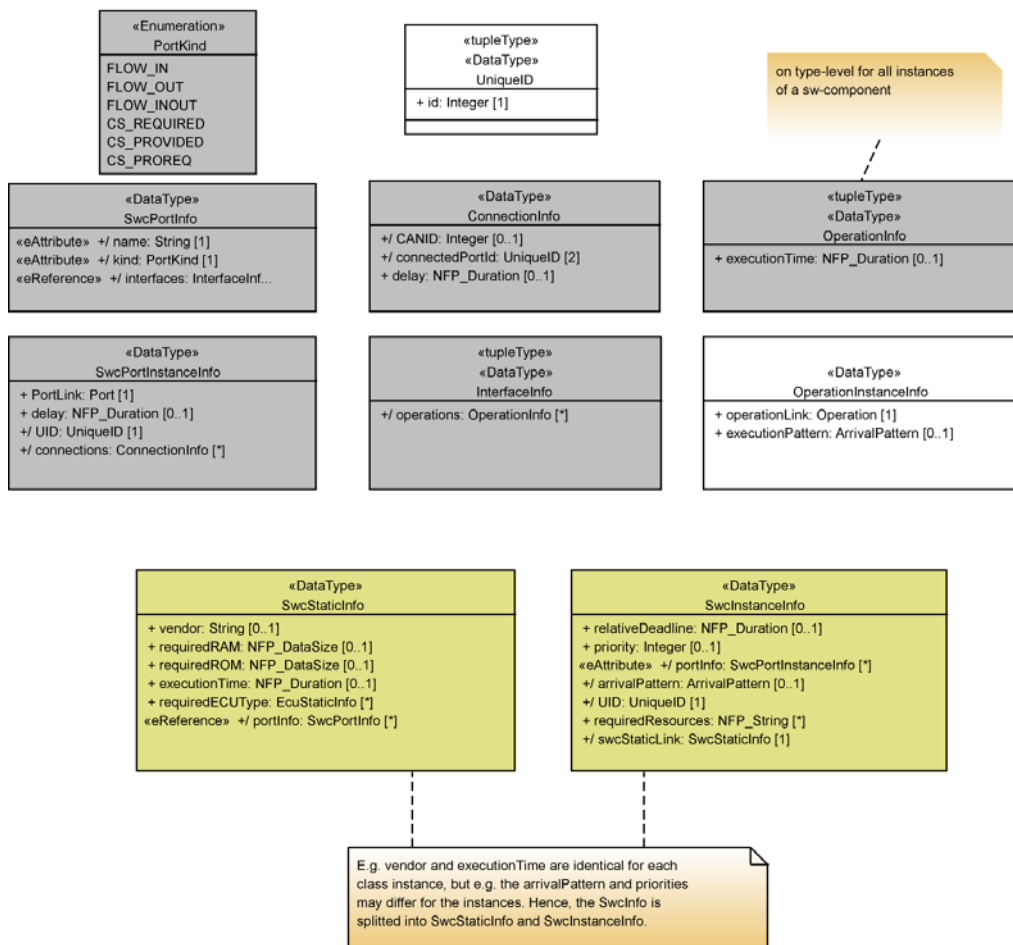 «Enumeration»
PortKind
FLOW_IN
FLOW_OUT
FLOW_INOUT
CS_REQUIRED
CS_PROVIDED
CS_PROREQ
«tupleType»
«DataType»
UniqueID
+ id: Integer [1]
on type-level for all instances
of a sw-component
«DataType»
SwcPortInfo
«eAttribute» +/ name: String [1]
«eAttribute» +/ kind: PortKind [1]
«eReference» +/ interfaces: InterfaceInf...
«DataType»
ConnectionInfo
+/ CANID: Integer [0..1]
+/ connectedPortId: UniqueID [2]
+ delay: NFP_Duration [0..1]
«tupleType»
«DataType»
OperationInfo
+ executionTime: NFP_Duration [0..1]
«DataType»
SwcPortInstanceInfo
+ PortLink: Port [1]
+ delay: NFP_Duration [0..1]
+/ UID: UniqueID [1]
+/ connections: ConnectionInfo [*]
«tupleType»
«DataType»
InterfaceInfo
+/ operations: OperationInfo [*]
«DataType»
OperationInstanceInfo
+ operationLink: Operation [1]
+ executionPattern: ArrivalPattern [0..1]
«DataType»
SwcStaticInfo
+ vendor: String [0..1]
+ requiredRAM: NFP_DataSize [0..1]
+ requiredROM: NFP_DataSize [0..1]
+ executionTime: NFP_Duration [0..1]
+ requiredECUType: EcuStaticInfo [*]
«eReference» +/ portInfo: SwcPortInfo [*]
«DataType»
SwcInstanceInfo
+ relativeDeadline: NFP_Duration [0..1]
+ priority: Integer [0..1]
«eAttribute» +/ portInfo: SwcPortInstanceInfo [*]
+/ arrivalPattern: ArrivalPattern [0..1]
+/ UID: UniqueID [1]
+ requiredResources: NFP_String [*]
+/ swcStaticLink: SwcStaticInfo [1]
E.g. vendor and executionTime are identical for each
class instance, but e.g. the arrivalPattern and priorities
may differ for the instances. Hence, the SwcInfo is
splitted into SwcStaticInfo and SwcInstanceInfo.